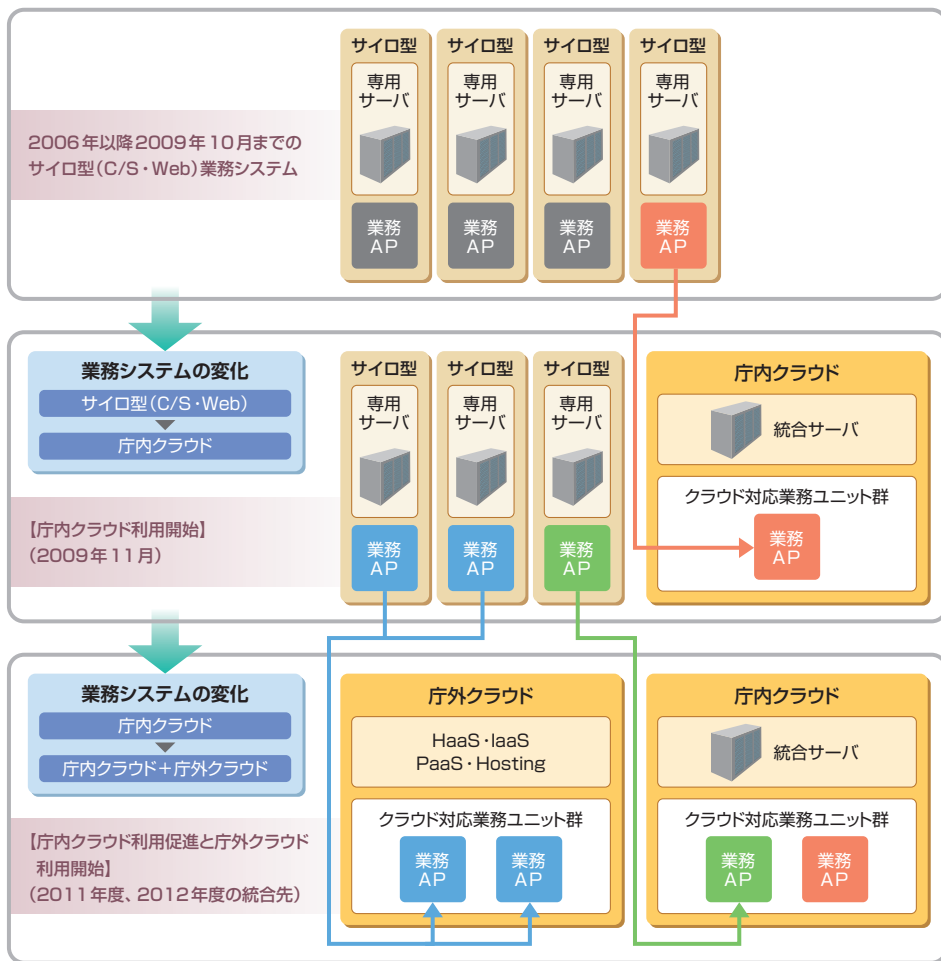 サイロ型
サイロ型
サイロ型
サイロ型
専用
サーバ
専用
サーバ
専用
サーバ
専用
サーバ
2006年以降2009年10月までの
サイロ型(C/S・Web)業務システム
業務
AP
業務
AP
業務
AP
業務
AP
業務システムの変化
サイロ型(C/S・Web)
庁内クラウド
【庁内クラウド利用開始】
(2009年11月)
サイロ型
サイロ型
サイロ型
専用
サーバ
専用
サーバ
専用
サーバ
業務
AP
業務
AP
業務
AP
庁内クラウド
統合サーバ
クラウド対応業務ユニット群
業務
AP
業務システムの変化
庁内クラウド
庁内クラウド+庁外クラウド
【庁内クラウド利用促進と庁外クラウド
利用開始】
(2011年度、2012年度の統合先)
庁外クラウド
HaaS・IaaS
PaaS・Hosting
クラウド対応業務ユニット群
業務
AP
業務
AP
庁内クラウド
統合サーバ
クラウド対応業務ユニット群
業務
AP
業務
AP